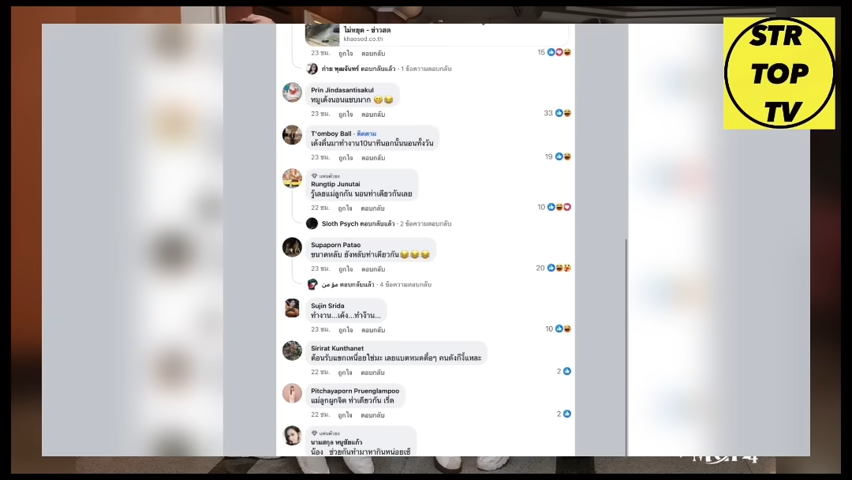 ไม่หยุด - ข่าวสด
khaosod.co.th
23 ชม. ถูกใจ ตอบกลับ 15
ก่าย พุฒจันทร์ ตอบกลับแล้ว · 1 ข้อความตอบกลับ
Prin Jindasantisakul
หมูเด้งนอนแซบมาก
23 ชม. ถูกใจ ตอบกลับ 33
T'omboy Ball · ติดตาม
เด้งตื่นมาทำงาน10นาทีนอกนั้นนอนทั้งวัน
23 ชม. ถูกใจ ตอบกลับ 19
แฟนตัวยง
Rungtip Junutai
รู้เลยแม่ลูกกัน นอนท่าเดียวกันเลย
22 ชม. ถูกใจ ตอบกลับ 10
Sloth Psych ตอบกลับแล้ว · 2 ข้อความตอบกลับ
Supaporn Patao
ขนาดหลับ ยังหลับท่าเดียวกัน😂😂😂
23 ชม. ถูกใจ ตอบกลับ 20
مؤ من ตอบกลับแล้ว · 4 ข้อความตอบกลับ
Sujin Srida
ทำงาน...เด้ง...ทำง๊าน...
23 ชม. ถูกใจ ตอบกลับ 10
Sirirat Kunthanet
ต้อนรับแขกเหนื่อยไช่มะ เลยแบตหมดดื้อๆ คนดังก็งี้แหละ
22 ชม. ถูกใจ ตอบกลับ 2
Pitchayaporn Pruenglampoo
แม่ลูกผูกจิต ท่าเดียวกัน เริ่ด
22 ชม. ถูกใจ ตอบกลับ 2
แฟนตัวยง
นามสกุล หนูชัยแก้ว
น้อง ช่วยกันทำมาหากินหน่อยเซ้
STR
TOP
TV